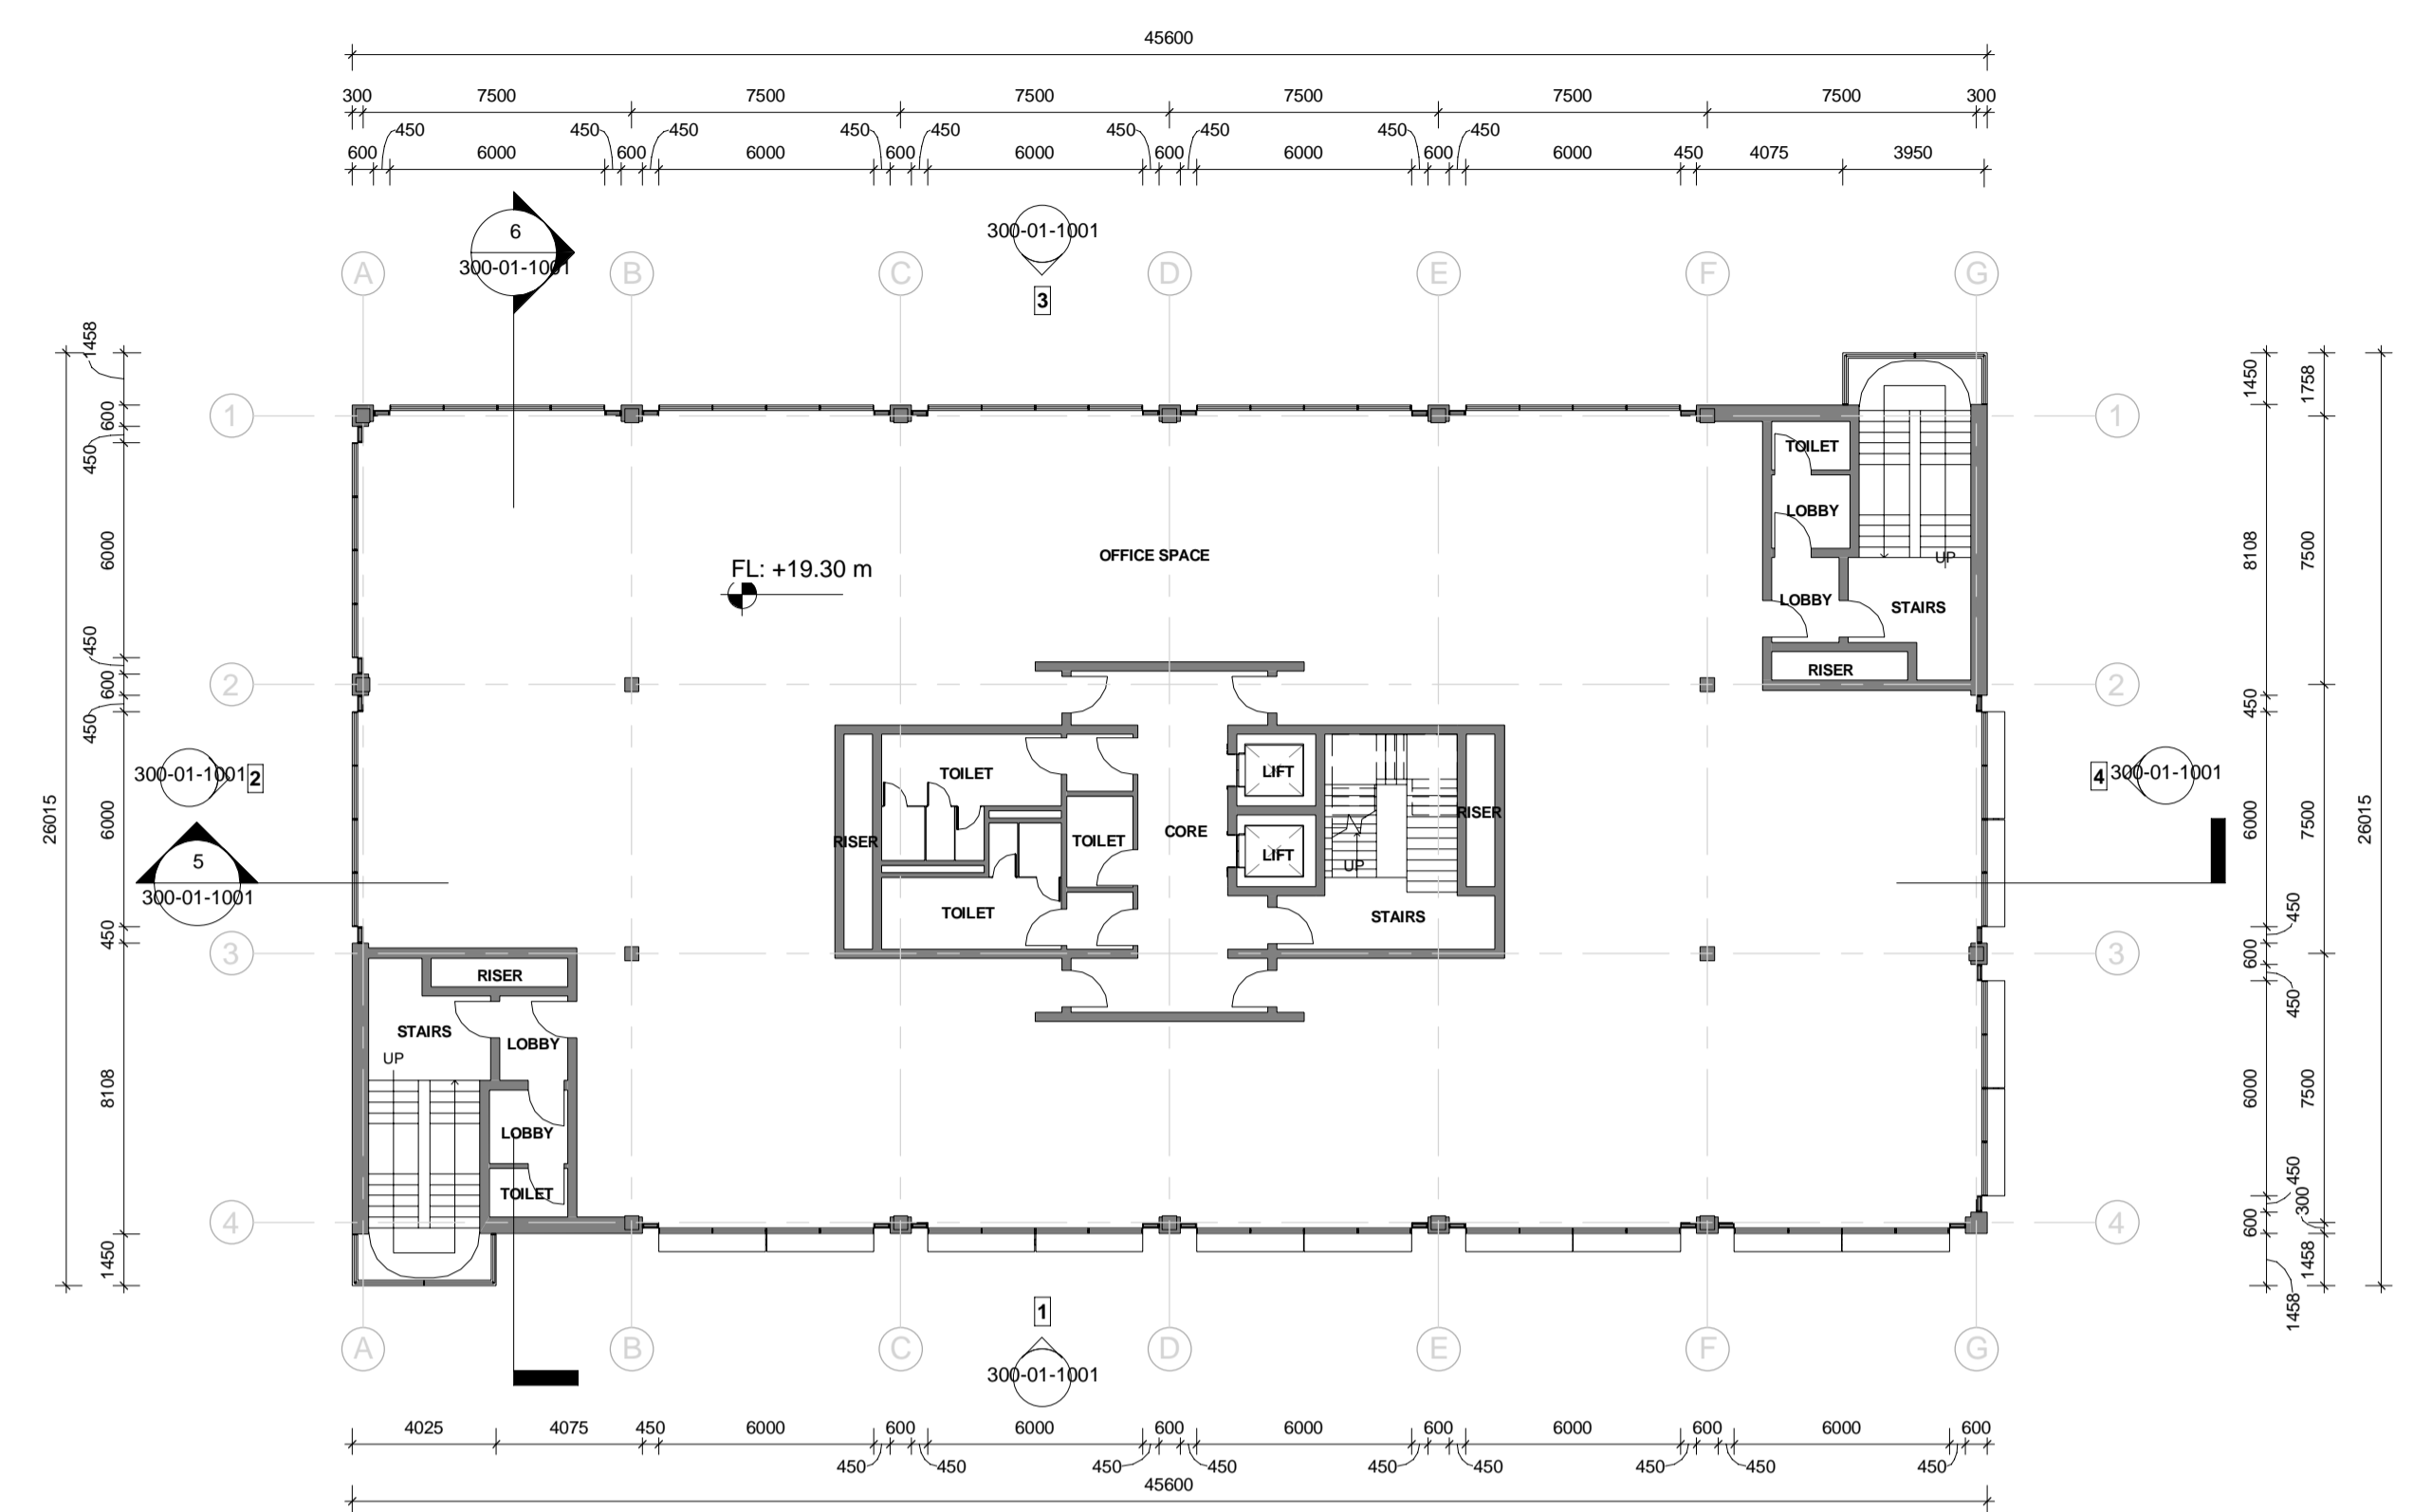 45600
300 7500 7500 7500 7500 7500 7500 300
450 450 450 450 450 450 450 450 450
600 6000 600 6000 600 6000 600 6000 600 6000 450 4075 3950
6
300-01-1001
300-01-1001
3
A B C D E F G
1458
600
450
6000
450
600
450
6000
450
8108
1450
26015
1450
8108
450
6000
450
600
450
6000
450
600
1458
1758
7500
7500
7500
300
1458
26015
1 1
TOILET
LOBBY
UP
OFFICE SPACE
FL: +19.30 m
LOBBY
STAIRS
RISER
2 2
300-01-1001 2
4 300-01-1001
TOILET
LIFT
RISER
CORE
RISER
TOILET
LIFT
UP
5
300-01-1001
TOILET
STAIRS
3 3
RISER
STAIRS
LOBBY
UP
LOBBY
TOILET
4 4
1
300-01-1001
A B C D E F G
4025 4075 450 6000 600 6000 600 6000 600 6000 600 6000 600
450 450 450 450 450 450 450 450 450
45600